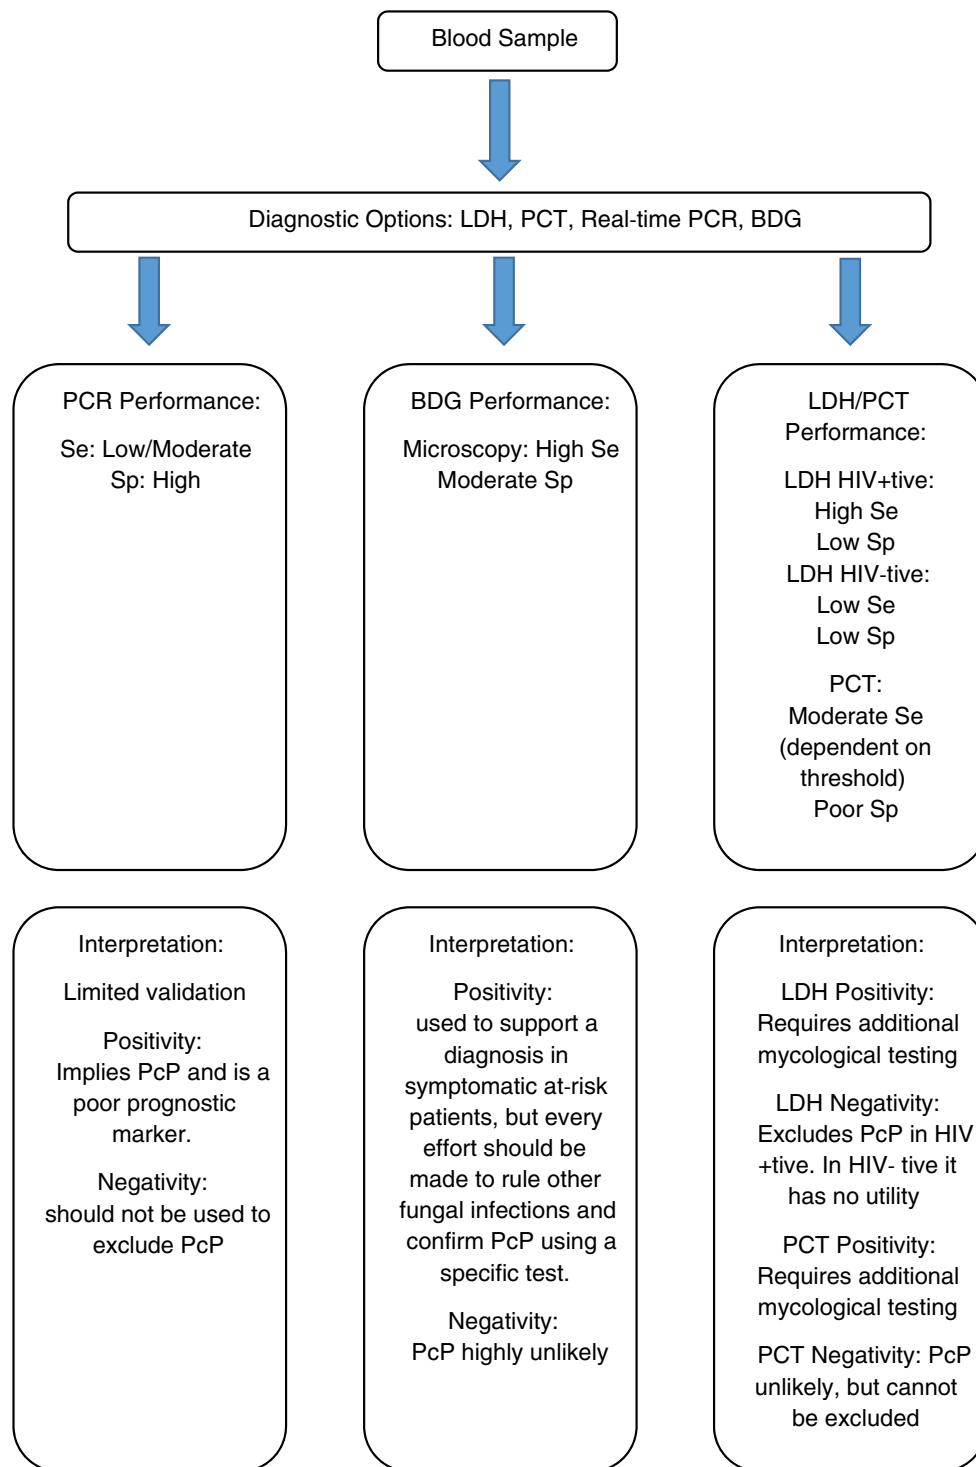 Blood Sample
Diagnostic Options: LDH, PCT, Real-time PCR, BDG
PCR Performance:
Se: Low/Moderate
Sp: High
BDG Performance:
Microscopy: High Se
Moderate Sp
LDH/PCT
Performance:
LDH HIV+tive:
High Se
Low Sp
LDH HIV-tive:
Low Se
Low Sp
PCT:
Moderate Se
(dependent on
threshold)
Poor Sp
Interpretation:
Limited validation
Positivity:
Implies PcP and is a
poor prognostic
marker.
Negativity:
should not be used to
exclude PcP
Interpretation:
Positivity:
used to support a
diagnosis in
symptomatic at-risk
patients, but every
effort should be
made to rule other
fungal infections and
confirm PcP using a
specific test.
Negativity:
PcP highly unlikely
Interpretation:
LDH Positivity:
Requires additional
mycological testing
LDH Negativity:
Excludes PcP in HIV
+tive. In HIV- tive it
has no utility
PCT Positivity:
Requires additional
mycological testing
PCT Negativity: PcP
unlikely, but cannot
be excluded